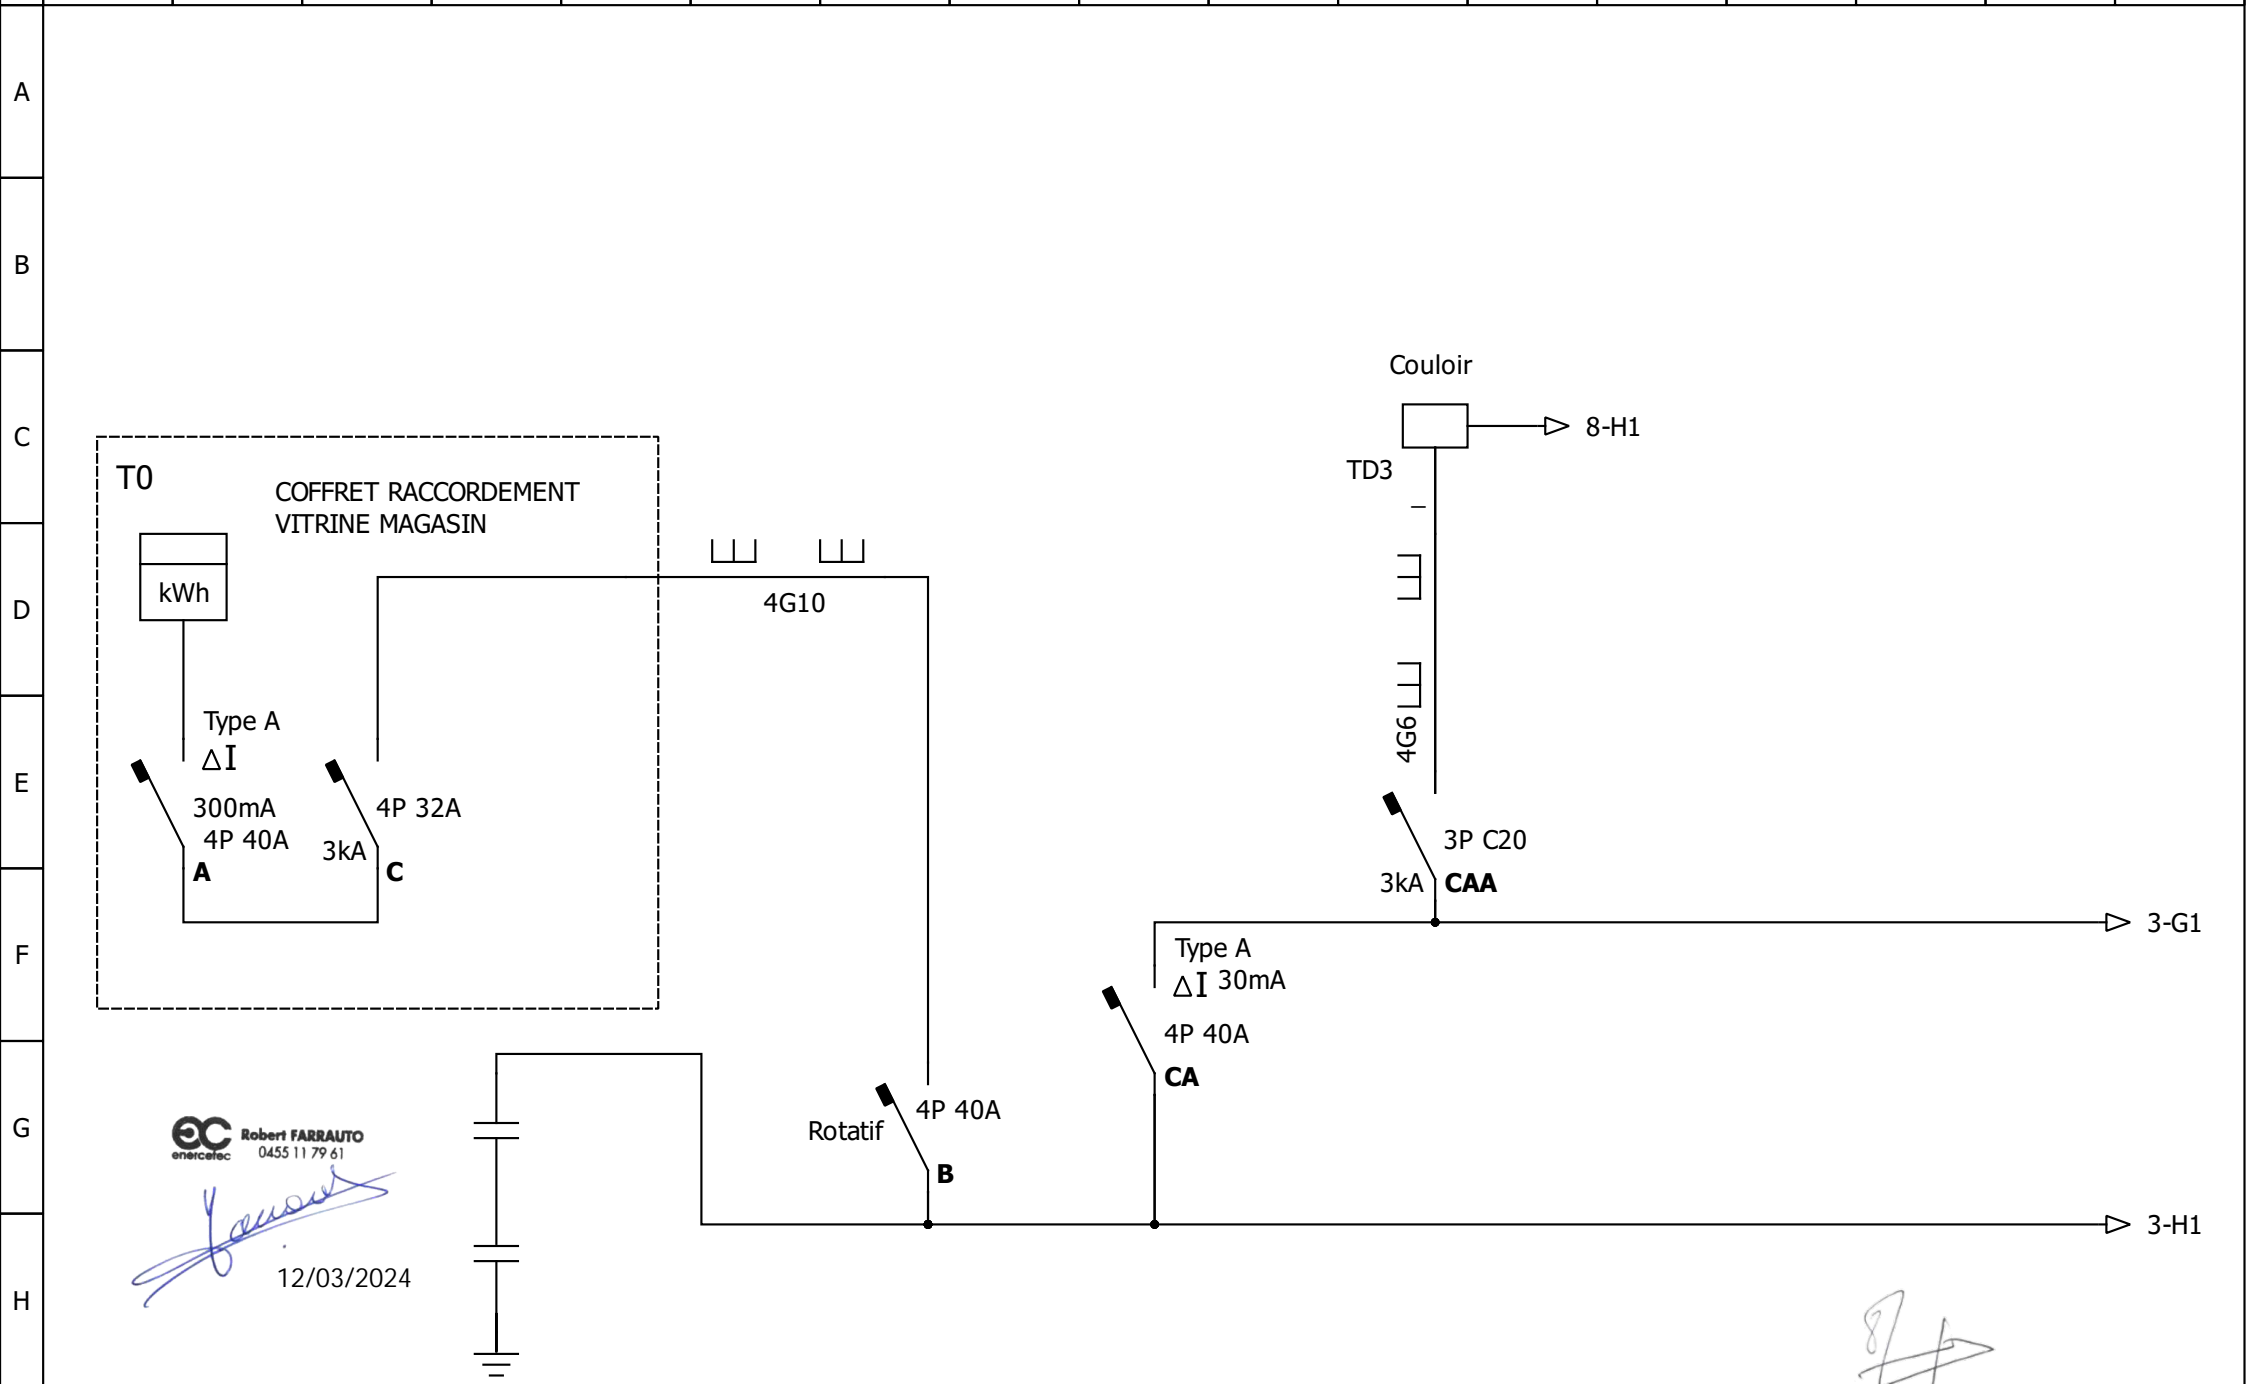 A
B
C
D
E
F
G
H
T0
COFFRET RACCORDEMENT
VITRINE MAGASIN
kWh
Type A
ΔI
300mA
4P 40A
A
4P 32A
3kA
C
4G10
Couloir
8-H1
TD3
4G6
3P C20
3kA CAA
3-G1
Type A
ΔI 30mA
4P 40A
CA
4P 40A
Rotatif
B
3-H1
ec Robert FARRAUTO
enercetec 0455 11 79 61
12/03/2024